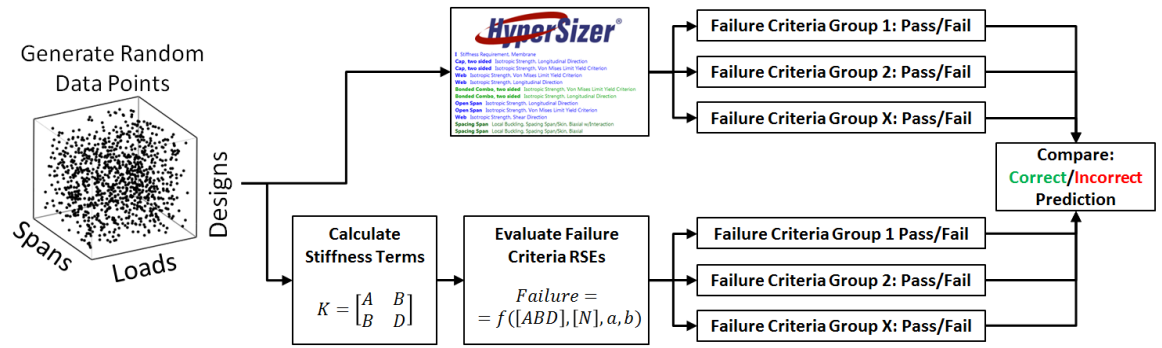 Generate Random
Data Points
Spans
Loads
Designs
HyperSizer®
I Stiffness Requirement, Membrane
Cap, two sided Isotropic Strength, Longitudinal Direction
Cap, two sided Isotropic Strength, Von Mises Limit Yield Criterion
Web Isotropic Strength, Von Mises Limit Yield Criterion
Web Isotropic Strength, Longitudinal Direction
Bonded Combo, two sided Isotropic Strength, Von Mises Limit Yield Criterion
Bonded Combo, two sided Isotropic Strength, Longitudinal Direction
Open Span Isotropic Strength, Longitudinal Direction
Open Span Isotropic Strength, Von Mises Limit Yield Criterion
Web Isotropic Strength, Shear Direction
Spacing Span Local Buckling, Spacing Span/Skin, Biaxial w/Interaction
Spacing Span Local Buckling, Spacing Span/Skin, Biaxial
Failure Criteria Group 1: Pass/Fail
Failure Criteria Group 2: Pass/Fail
Failure Criteria Group X: Pass/Fail
Calculate
Stiffness Terms
K = [A B
B D]
Evaluate Failure
Criteria RSEs
Failure =
= f([ABD],[N],a,b)
Failure Criteria Group 1 Pass/Fail
Failure Criteria Group 2: Pass/Fail
Failure Criteria Group X: Pass/Fail
Compare:
Correct/Incorrect
Prediction